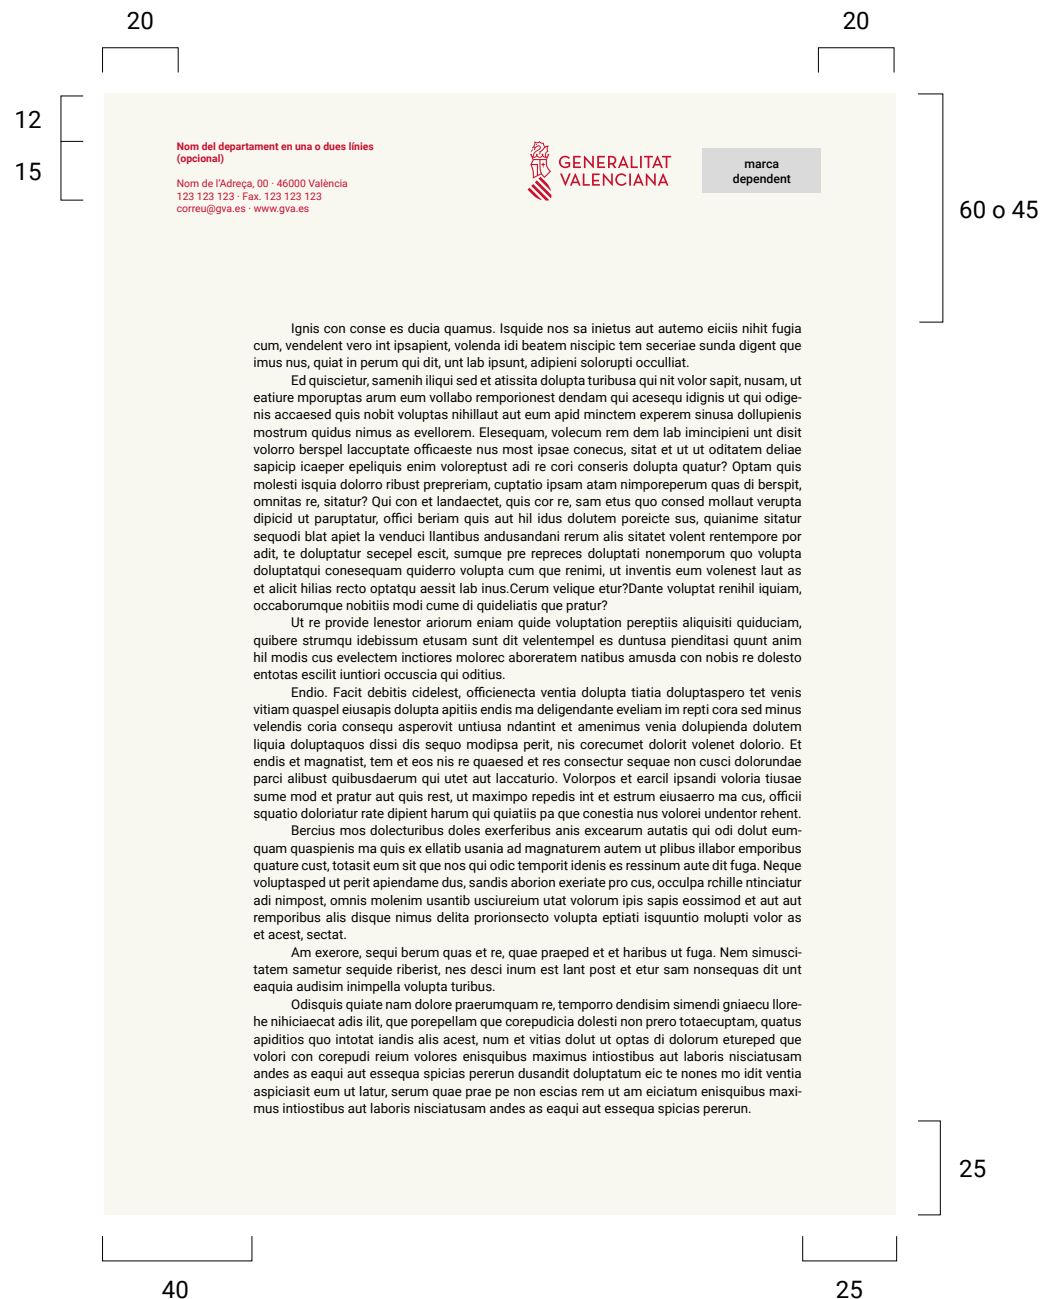 20
20
12
15
Nom del departament en una o dues línies
(opcional)
Nom de l'Adreça, 00 · 46000 València
123 123 123 · Fax. 123 123 123
correu@gva.es · www.gva.es
GENERALITAT
VALENCIANA
marca
dependent
60 o 45
Ignis con conse es ducia quamus. Isquide nos sa inietus aut autemo eiciis nihit fugia
cum, vendelent vero int ipsapient, volenda idi beatem niscipic tem seceriae sunda digent que
imus nus, quiat in perum qui dit, unt lab ipsunt, adipieni solorupti occulliat.
Ed quiscietur, samenih iliqui sed et atissita dolupta turibusa qui nit volor sapit, nusam, ut
eatiure mporuptas arum eum vollabo remporionest dendam qui acesequ idignis ut qui odige-
nis accaesed quis nobit voluptas nihillaut aut eum apid minctem experem sinusa dollupienis
mostrum quidus nimus as evellorem. Elesequam, volecum rem dem lab imincipieni unt disit
volorro berspel laccuptate officaeste nus most ipsae conecus, sitat et ut ut oditatem deliae
sapicip icaeper epeliquis enim voloreptust adi re cori conseris dolupta quatur? Optam quis
molesti isquia dolorro ribust prepreriam, cuptatio ipsam atam nimporeperum quas di berspit,
omnitas re, sitatur? Qui con et landaectet, quis cor re, sam etus quo consed mollaut verupta
dipicid ut paruptatur, offici beriam quis aut hil idus dolutem poreicte sus, quianime sitatur
sequodi blat apiet la venduci llantibus andusandani rerum alis sitatet volent rentempore por
adit, te doluptatur secepel escit, sumque pre repreces doluptati nonemporum quo volupta
doluptatqui conesequam quiderro volupta cum que renimi, ut inventis eum volenest laut as
et alicit hilias recto optatqu aessit lab inus.Cerum velique etur?Dante voluptat renihil iquiam,
occaborumque nobitiis modi cume di quideliatis que pratur?
Ut re provide lenestor ariorum eniam quide voluptation pereptiis aliquisiti quiduciam,
quibere strumqu idebissum etusam sunt dit velentempel es duntusa pienditasi quunt anim
hil modis cus evelectem inctiores molorec aboreratem natibus amusda con nobis re dolesto
entotas escilit iuntiori occuscia qui oditius.
Endio. Facit debitis cidelest, officienecta ventia dolupta tiatia doluptaspero tet venis
vitiam quaspel eiusapis dolupta apitiis endis ma deligendante eveliam im repti cora sed minus
velendis coria consequ asperovit untiusa ndantint et amenimus venia dolupienda dolutem
liquia doluptaquos dissi dis sequo modipsa perit, nis corecumet dolorit volenet dolorio. Et
endis et magnatist, tem et eos nis re quaesed et res consectur sequae non cusci dolorundae
parci alibust quibusdaerum qui utet aut laccaturio. Volorpos et earcil ipsandi voloria tiusae
sume mod et pratur aut quis rest, ut maximpo repedis int et estrum eiusaerro ma cus, officii
squatio doloriatur rate dipient harum qui quiatiis pa que conestia nus volorei undentor rehent.
Bercius mos dolecturibus doles exerferibus anis excearum autatis qui odi dolut eum-
quam quaspienis ma quis ex ellatib usania ad magnaturem autem ut plibus illabor emporibus
quature cust, totasit eum sit que nos qui odic temporit idenis es ressinum aute dit fuga. Neque
voluptasped ut perit apiendame dus, sandis aborion exeriate pro cus, occulpa rchille ntinciatur
adi nimpost, omnis molenim usantib usciureium utat volorum ipis sapis eossimod et aut aut
remporibus alis disque nimus delita prorionsecto volupta eptiati isquuntio molupti volor as
et acest, sectat.
Am exerore, sequi berum quas et re, quae praeped et et haribus ut fuga. Nem simusci-
tatem sametur sequide riberist, nes desci inum est lant post et etur sam nonsequas dit unt
eaquia audisim inimpella volupta turibus.
Odisquis quiate nam dolore praerumquam re, temporro dendisim simendi gniaecu llore-
he nihiciaecat adis ilit, que porepellam que corepudicia dolesti non prero totaecuptam, quatus
apiditios quo intotat iandis alis acest, num et vitias dolut ut optas di dolorum etureped que
volori con corepudi reium volores enisquibus maximus intiostibus aut laboris nisciatusam
andes as eaqui aut essequa spicias pererun dusandit doluptatum eic te nones mo idit ventia
aspiciasit eum ut latur, serum quae prae pe non escias rem ut am eiciatum enisquibus maxi-
mus intiostibus aut laboris nisciatusam andes as eaqui aut essequa spicias pererun.
25
40
25